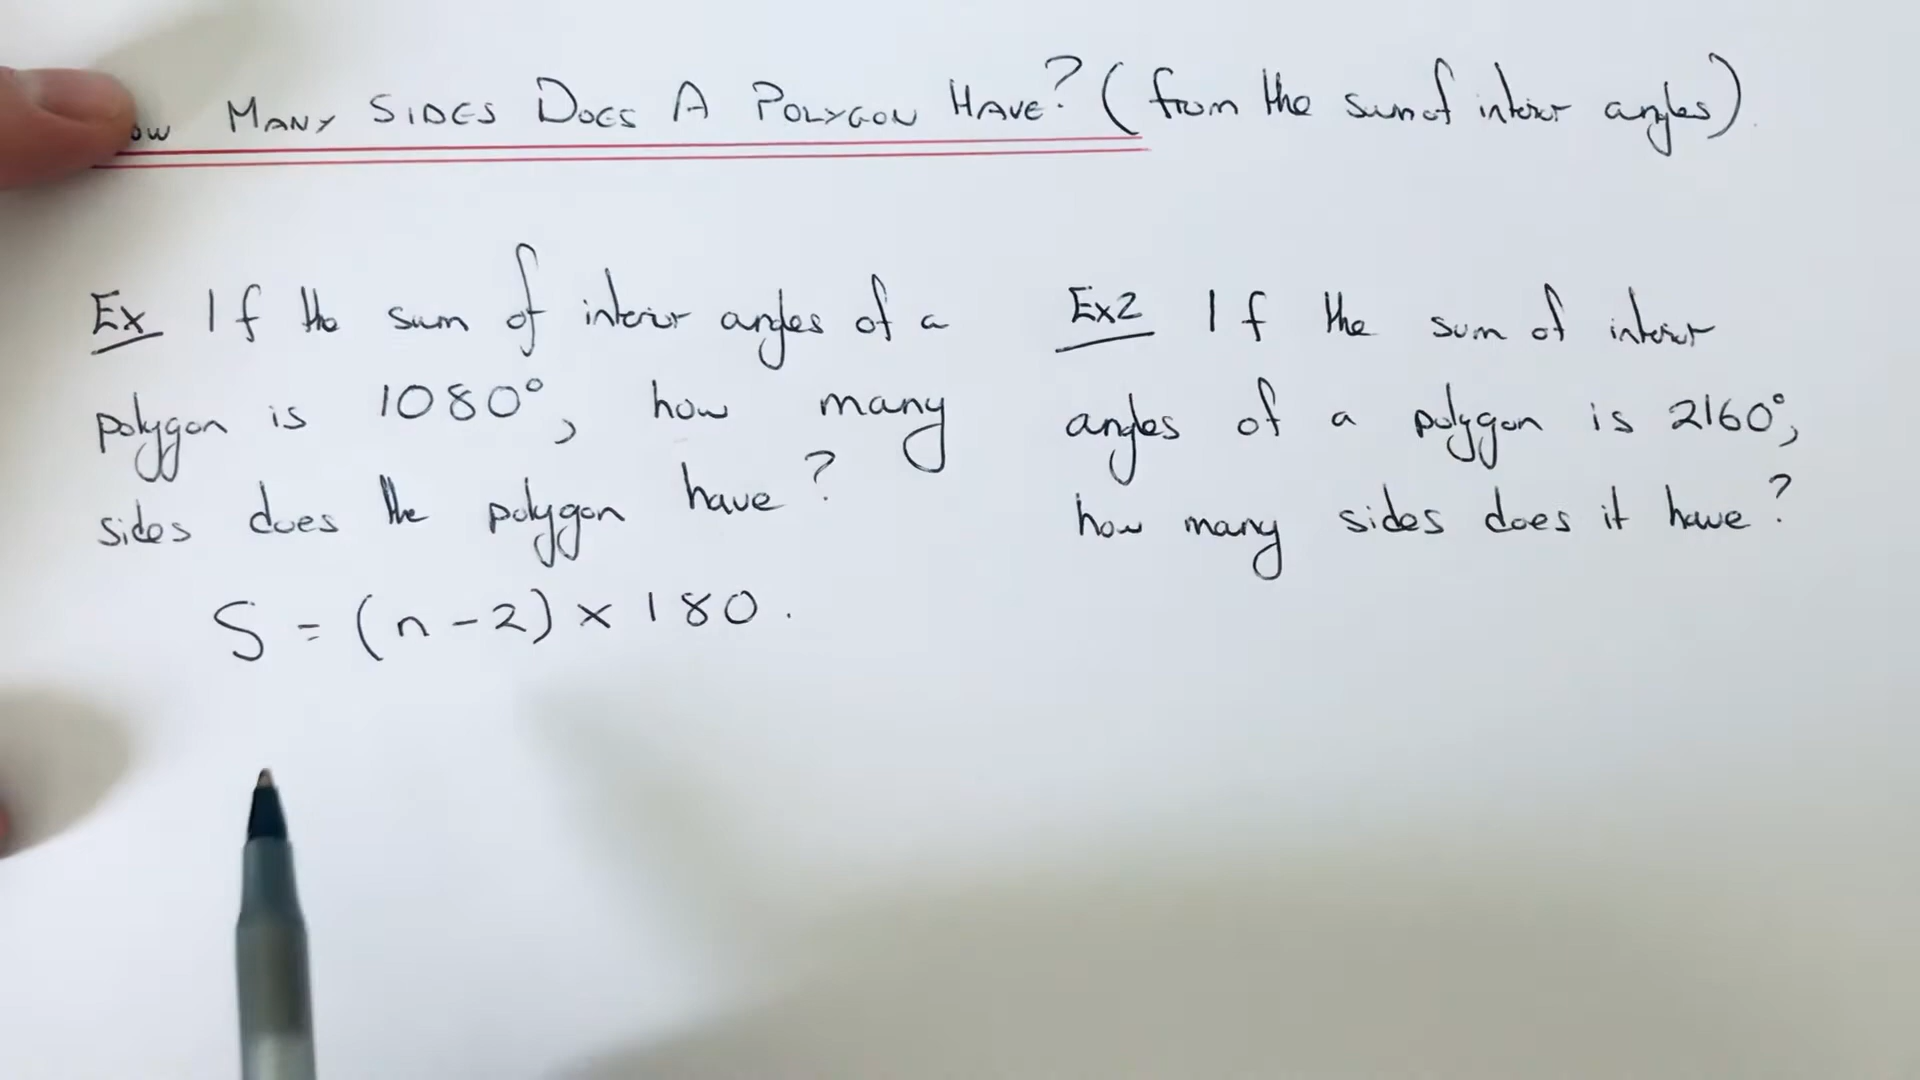 ow MANY SIDES DOES A POLYGON HAVE? (from the sum of interior angles)
Ex If the sum of interior angles of a
polygon is 1080°, how many
sides does the polygon have?
S = (n - 2) × 180.
Ex2 If the sum of interior
angles of a polygon is 2160°,
how many sides does it have?